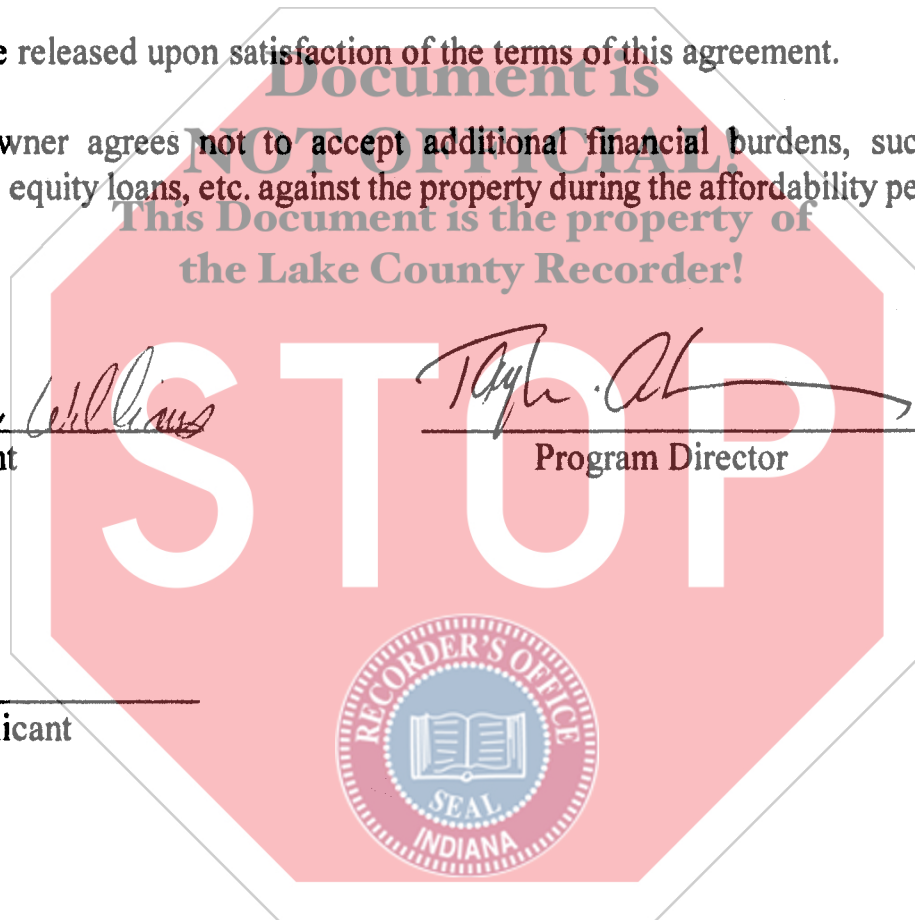 e released upon satisfaction of the terms of this agreement.
Document is
NOT OFFICIAL!
wner agrees not to accept additional financial burdens, suc
equity loans, etc. against the property during the affordability pe
This Document is the property of
the Lake County Recorder!
STOP
Williams
nt
Program Director
licant
RECORDER'S OFFICE
SEAL
INDIANA